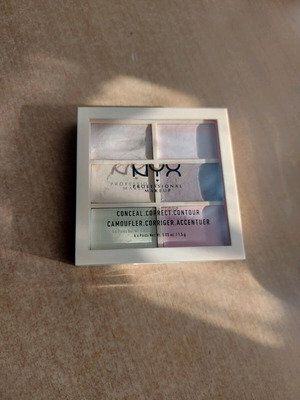 NYX
PROFESSIONAL
MAKEUP
CONCEAL.CORRECT.CONTOUR
CAMOUFLER.CORRIGER.ACCENTUER